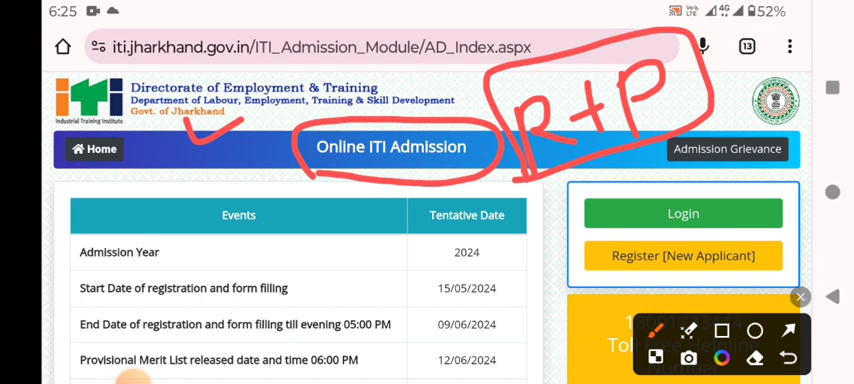 6:25
Vo))
LTE
4G
52%
iti.jharkhand.gov.in/ITI_Admission_Module/AD_Index.aspx
13
iti
Industrial Training Institute
Directorate of Employment & Training
Department of Labour, Employment, Training & Skill Development
Govt. of Jharkhand
R+P
Home
Online ITI Admission
Admission Grievance
Events Tentative Date
Admission Year 2024
Start Date of registration and form filling 15/05/2024
End Date of registration and form filling till evening 05:00 PM 09/06/2024
Provisional Merit List released date and time 06:00 PM 12/06/2024
Login
Register [New Applicant]